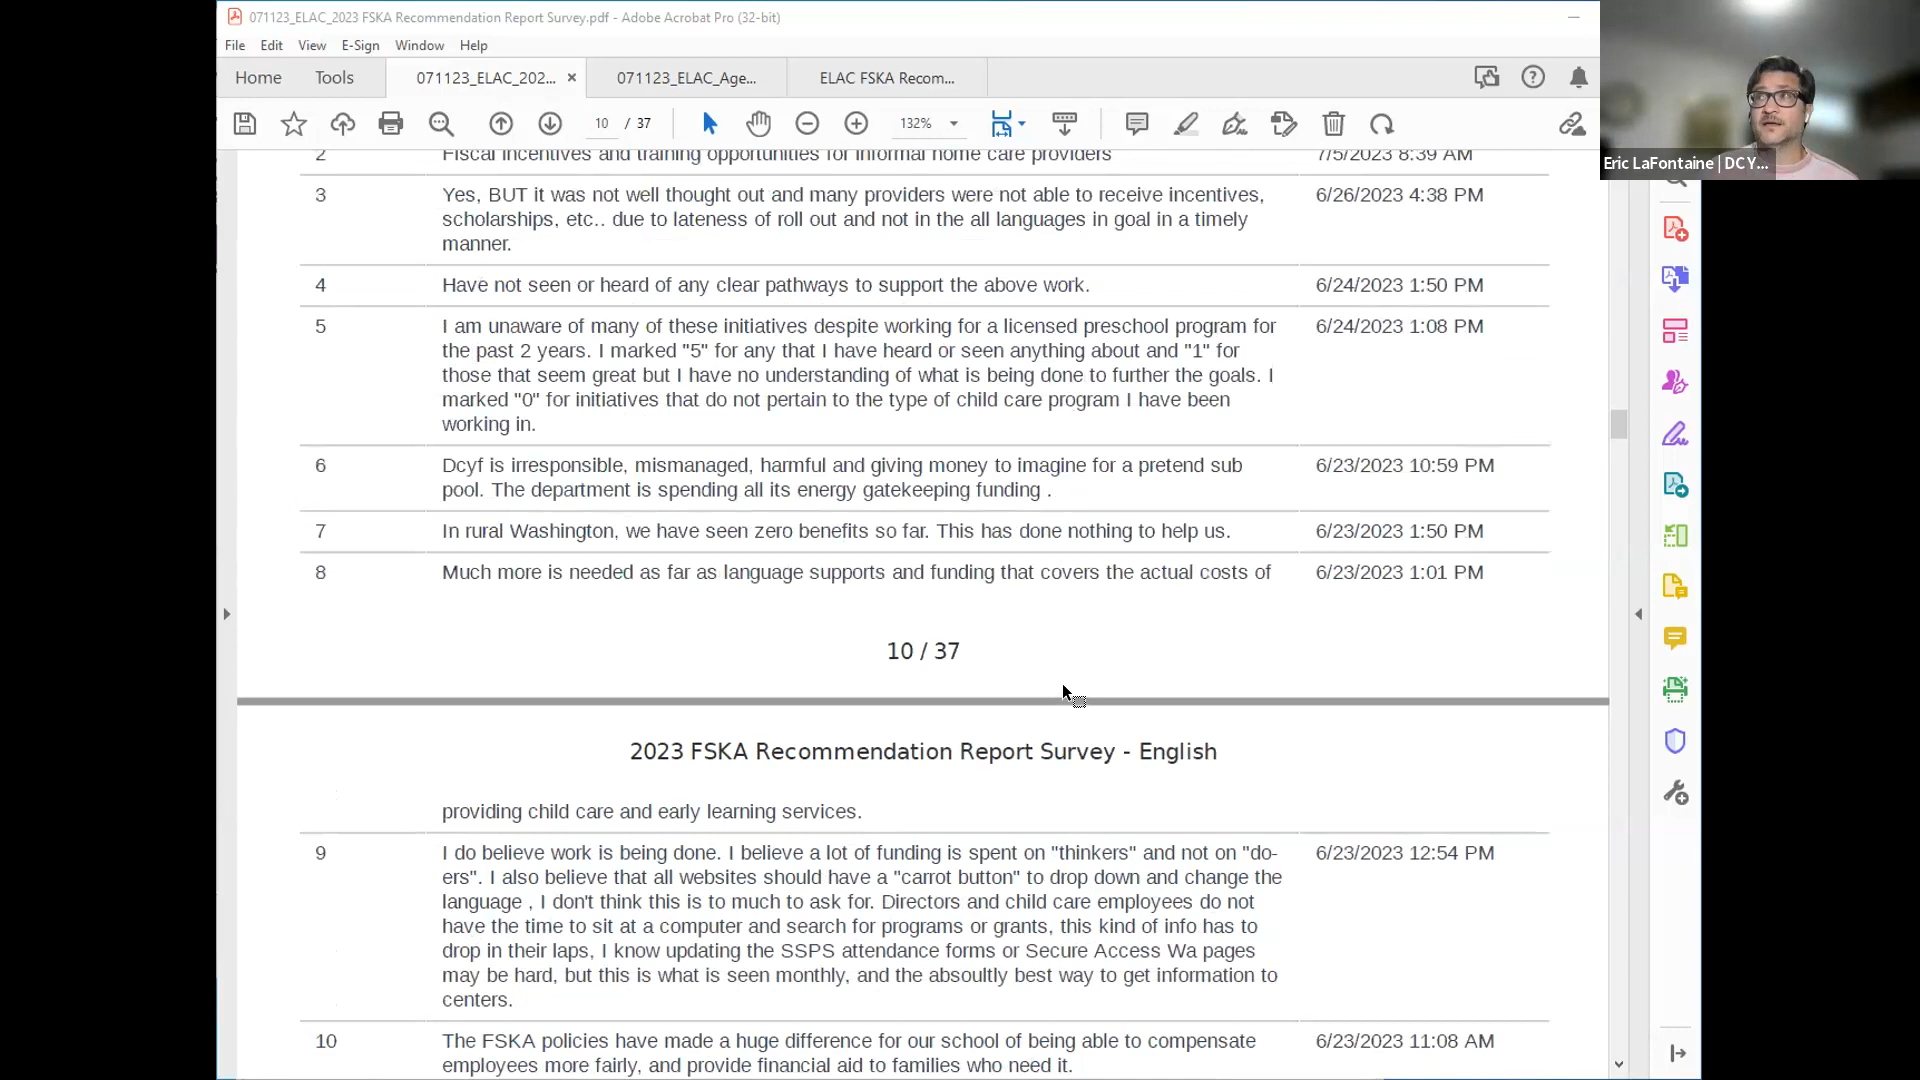 071123_ELAC_2023 FSKA Recommendation Report Survey.pdf - Adobe Acrobat Pro (32-bit)
File Edit View E-Sign Window Help
Home Tools 071123_ELAC_202... × 071123_ELAC_Age... ELAC FSKA Recom...
10 / 37 132%
Eric LaFontaine | DCY...
2 Fiscal incentives and training opportunities for informal home care providers 7/5/2023 8:39 AM
3 Yes, BUT it was not well thought out and many providers were not able to receive incentives, 6/26/2023 4:38 PM
scholarships, etc.. due to lateness of roll out and not in the all languages in goal in a timely
manner.
4 Have not seen or heard of any clear pathways to support the above work. 6/24/2023 1:50 PM
5 I am unaware of many of these initiatives despite working for a licensed preschool program for 6/24/2023 1:08 PM
the past 2 years. I marked "5" for any that I have heard or seen anything about and "1" for
those that seem great but I have no understanding of what is being done to further the goals. I
marked "0" for initiatives that do not pertain to the type of child care program I have been
working in.
6 Dcyf is irresponsible, mismanaged, harmful and giving money to imagine for a pretend sub 6/23/2023 10:59 PM
pool. The department is spending all its energy gatekeeping funding .
7 In rural Washington, we have seen zero benefits so far. This has done nothing to help us. 6/23/2023 1:50 PM
8 Much more is needed as far as language supports and funding that covers the actual costs of 6/23/2023 1:01 PM
10 / 37
2023 FSKA Recommendation Report Survey - English
providing child care and early learning services.
9 I do believe work is being done. I believe a lot of funding is spent on "thinkers" and not on "do- 6/23/2023 12:54 PM
ers". I also believe that all websites should have a "carrot button" to drop down and change the
language , I don't think this is to much to ask for. Directors and child care employees do not
have the time to sit at a computer and search for programs or grants, this kind of info has to
drop in their laps, I know updating the SSPS attendance forms or Secure Access Wa pages
may be hard, but this is what is seen monthly, and the absoultly best way to get information to
centers.
10 The FSKA policies have made a huge difference for our school of being able to compensate 6/23/2023 11:08 AM
employees more fairly, and provide financial aid to families who need it.